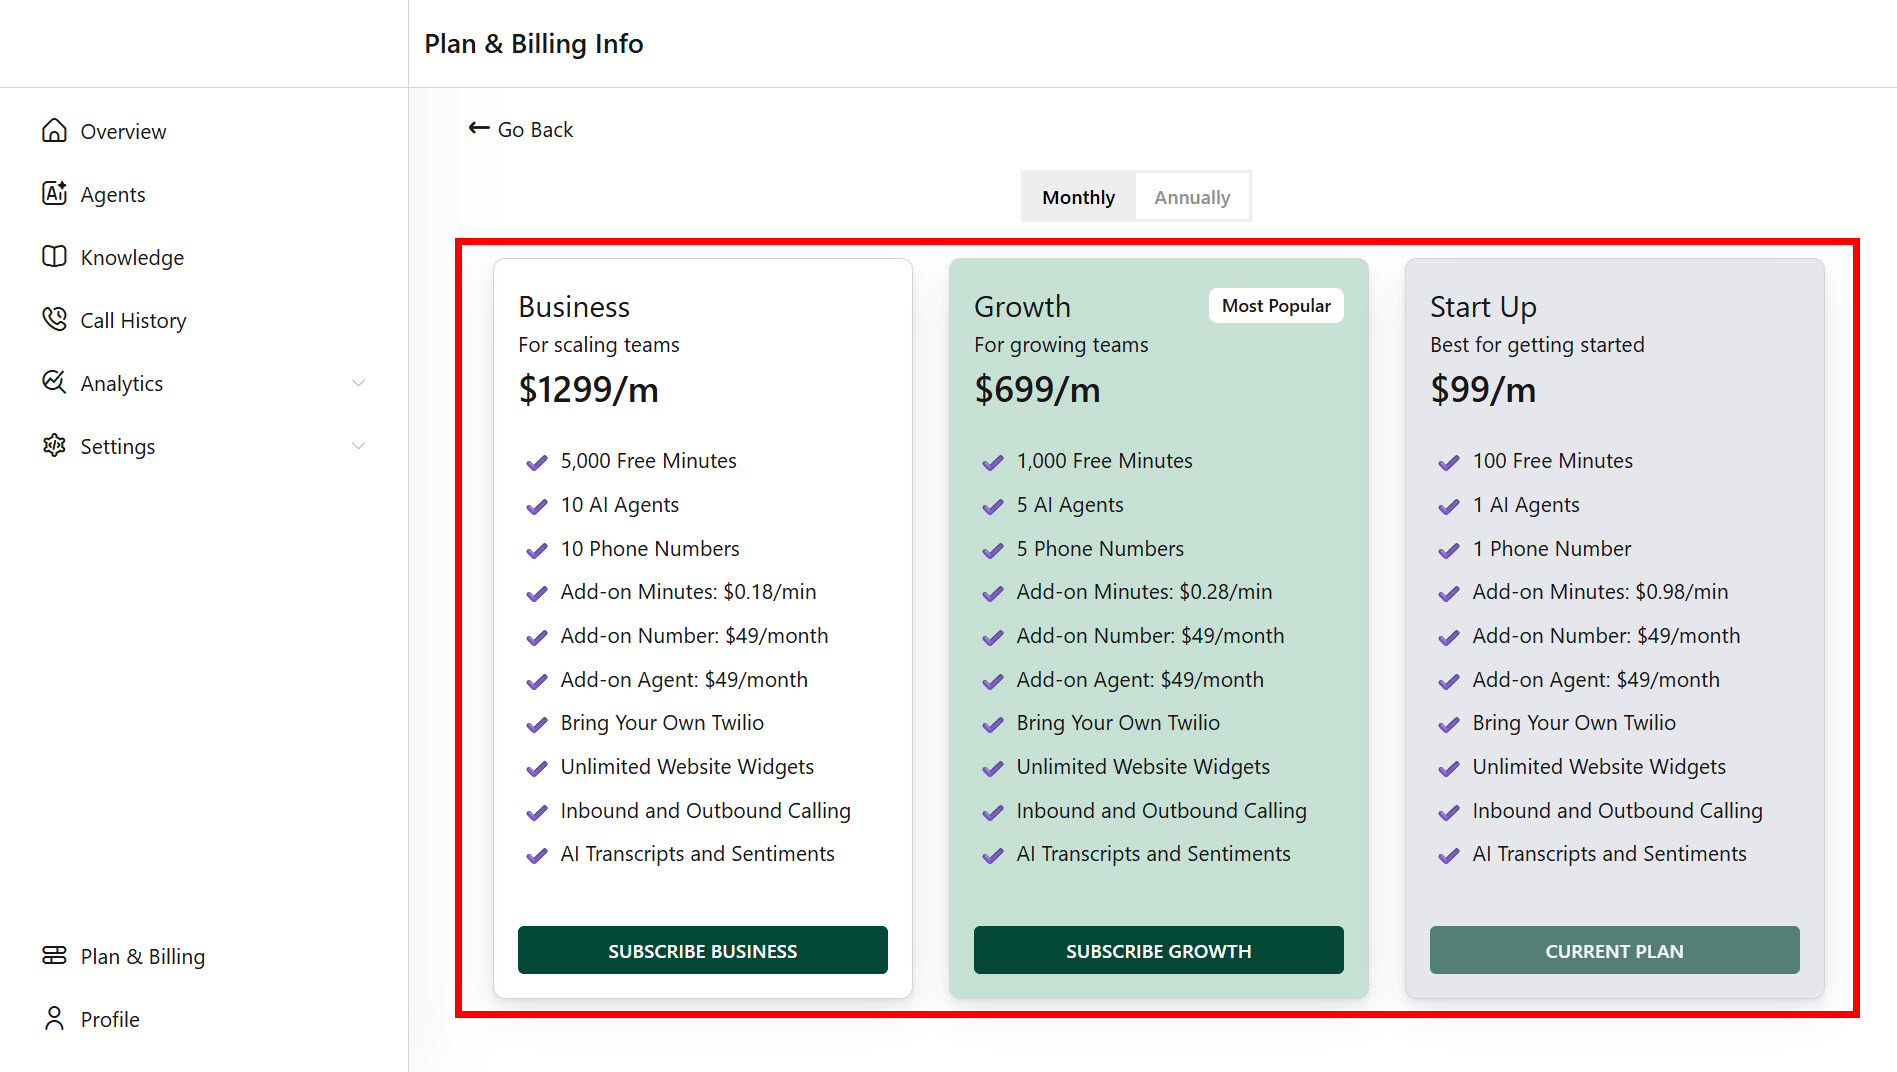 Plan & Billing Info
Overview
Agents
Knowledge
Call History
Analytics
Settings
Plan & Billing
Profile
Go Back
Monthly
Annually
Business
For scaling teams
$1299/m
5,000 Free Minutes
10 AI Agents
10 Phone Numbers
Add-on Minutes: $0.18/min
Add-on Number: $49/month
Add-on Agent: $49/month
Bring Your Own Twilio
Unlimited Website Widgets
Inbound and Outbound Calling
AI Transcripts and Sentiments
SUBSCRIBE BUSINESS
Growth
Most Popular
For growing teams
$699/m
1,000 Free Minutes
5 AI Agents
5 Phone Numbers
Add-on Minutes: $0.28/min
Add-on Number: $49/month
Add-on Agent: $49/month
Bring Your Own Twilio
Unlimited Website Widgets
Inbound and Outbound Calling
AI Transcripts and Sentiments
SUBSCRIBE GROWTH
Start Up
Best for getting started
$99/m
100 Free Minutes
1 AI Agents
1 Phone Number
Add-on Minutes: $0.98/min
Add-on Number: $49/month
Add-on Agent: $49/month
Bring Your Own Twilio
Unlimited Website Widgets
Inbound and Outbound Calling
AI Transcripts and Sentiments
CURRENT PLAN